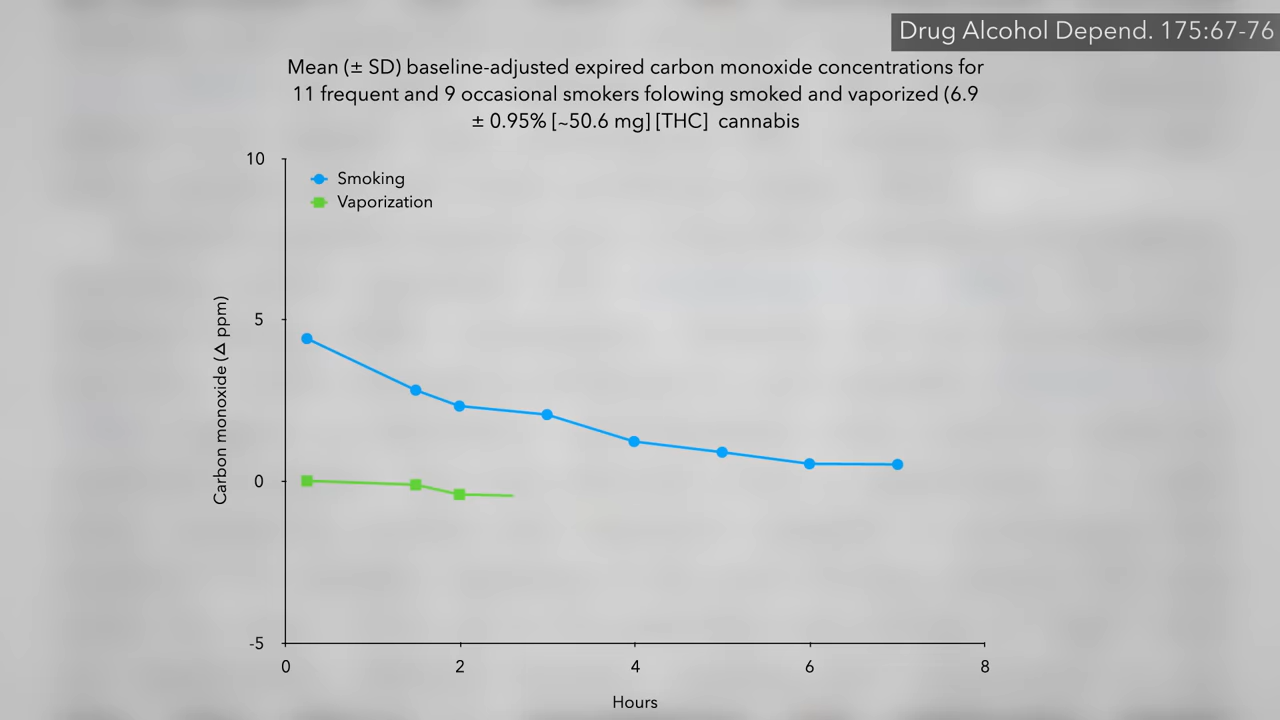 Drug Alcohol Depend. 175:67-76
Mean (± SD) baseline-adjusted expired carbon monoxide concentrations for
11 frequent and 9 occasional smokers folowing smoked and vaporized (6.9
± 0.95% [~50.6 mg] [THC] cannabis
10
Smoking
Vaporization
5
Carbon monoxide (Δ ppm)
0
-5
0 2 4 6 8
Hours